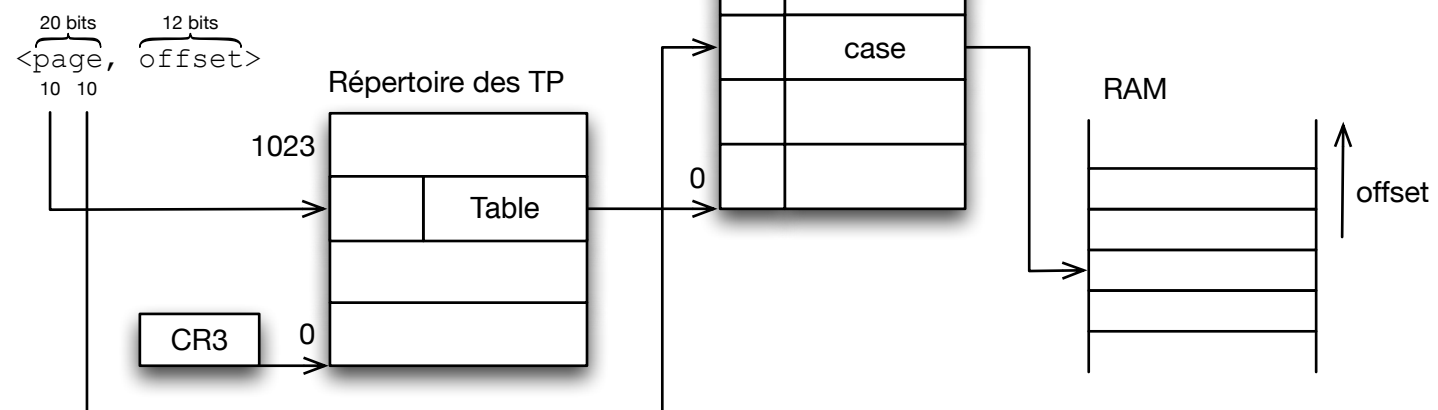 20 bits 12 bits
<page, offset>
10 10
Répertoire des TP
1023
Table
0
CR3
case
0
RAM
offset